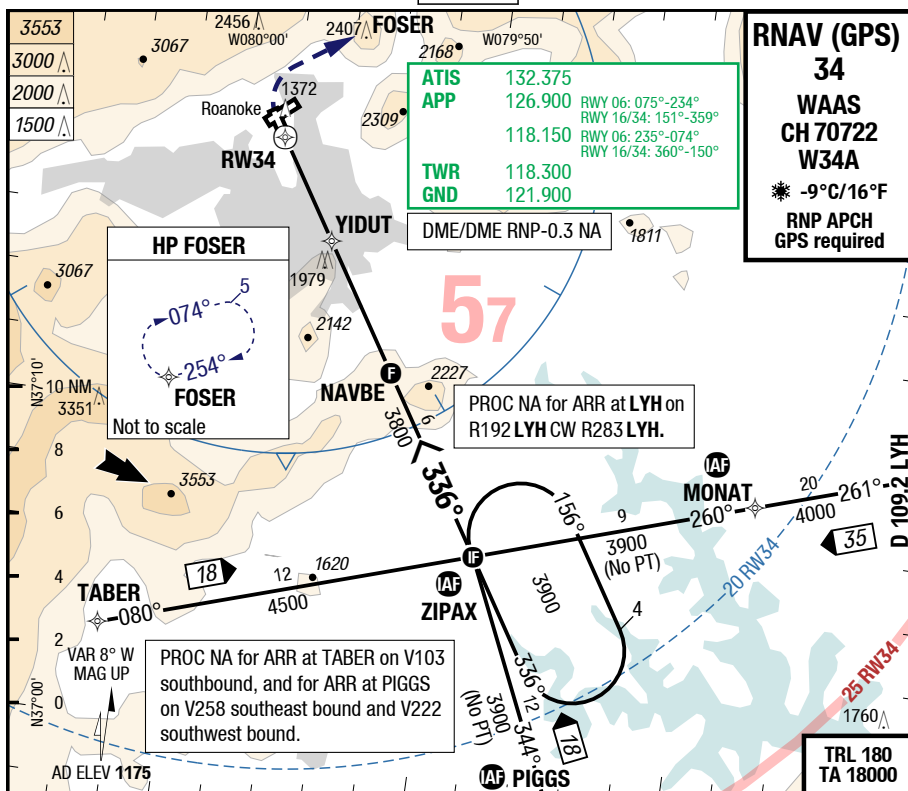 3553
3000
2000
1500
3067
2456
W080°00'
2407
FOSER
2168
W079°50'
Roanoke
1372
2309
RW34
ATIS 132.375
APP 126.900 RWY 06: 075°-234°
RWY 16/34: 151°-359°
118.150 RWY 06: 235°-074°
RWY 16/34: 360°-150°
TWR 118.300
GND 121.900
RNAV (GPS)
34
WAAS
CH 70722
W34A
-9°C/16°F
RNP APCH
GPS required
DME/DME RNP-0.3 NA
1811
YIDUT
1979
57
HP FOSER
074°
5
254°
FOSER
Not to scale
3067
2142
N37°10'
10 NM
3351
NAVBE
F
2227
3800
6
PROC NA for ARR at LYH on
R192 LYH CW R283 LYH.
8
3553
336°
IAF
MONAT
20
261°
4000
D 109.2 LYH
6
156°
9
260°
3900
(No PT)
35
20 RW34
4
18
12
1620
4500
IF
IAF
ZIPAX
3900
4
TABER
080°
2
VAR 8° W
MAG UP
PROC NA for ARR at TABER on V103
southbound, and for ARR at PIGGS
on V258 southeast bound and V222
southwest bound.
336°
12
3900
(No PT)
344°
18
N37°00'
0
25 RW34
1760
AD ELEV 1175
IAF PIGGS
TRL 180
TA 18000